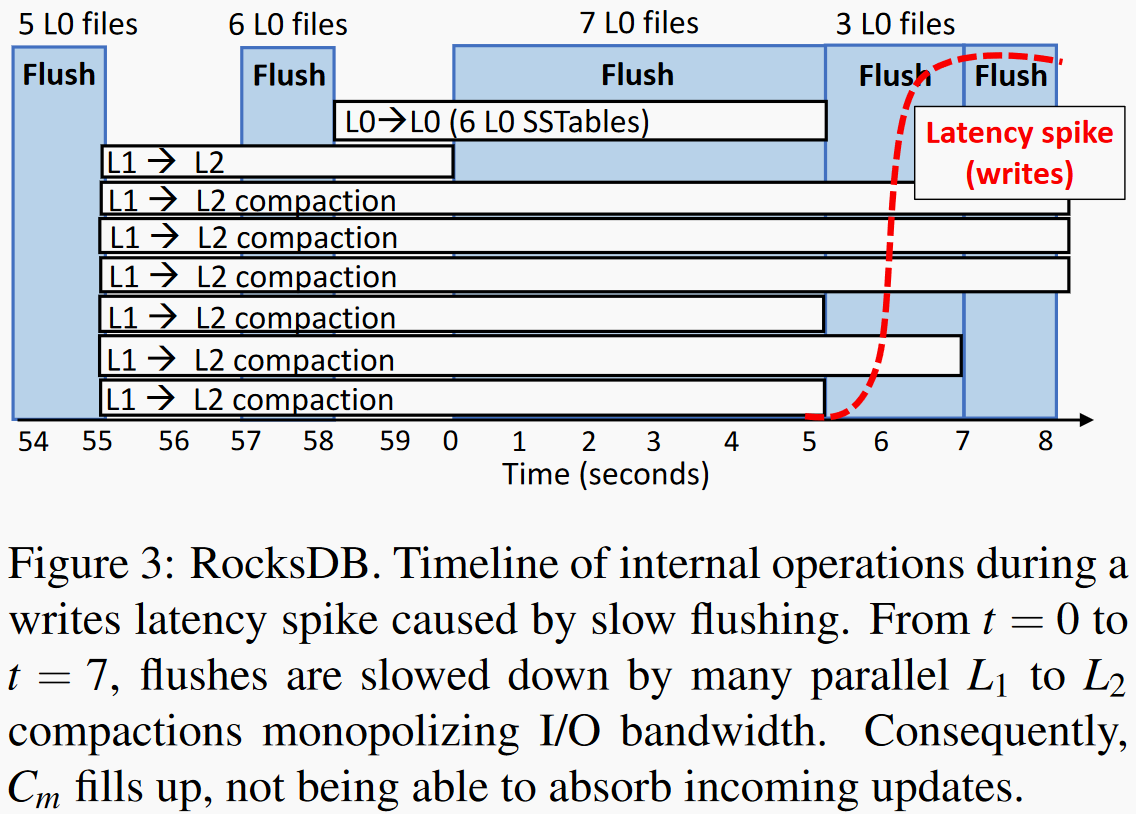 5 L0 files 6 L0 files 7 L0 files 3 L0 files
Flush Flush Flush Flush Flush
L0→L0 (6 L0 SSTables)
Latency spike
(writes)
L1 → L2
L1 → L2 compaction
L1 → L2 compaction
L1 → L2 compaction
L1 → L2 compaction
L1 → L2 compaction
L1 → L2 compaction
54 55 56 57 58 59 0 1 2 3 4 5 6 7 8
Time (seconds)
Figure 3: RocksDB. Timeline of internal operations during a
writes latency spike caused by slow flushing. From t = 0 to
t = 7, flushes are slowed down by many parallel L1 to L2
compactions monopolizing I/O bandwidth. Consequently,
Cm fills up, not being able to absorb incoming updates.